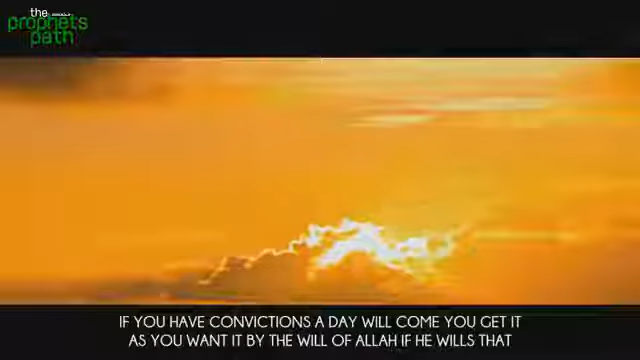 the
prophets
path
IF YOU HAVE CONVICTIONS A DAY WILL COME YOU GET IT
AS YOU WANT IT BY THE WILL OF ALLAH IF HE WILLS THAT